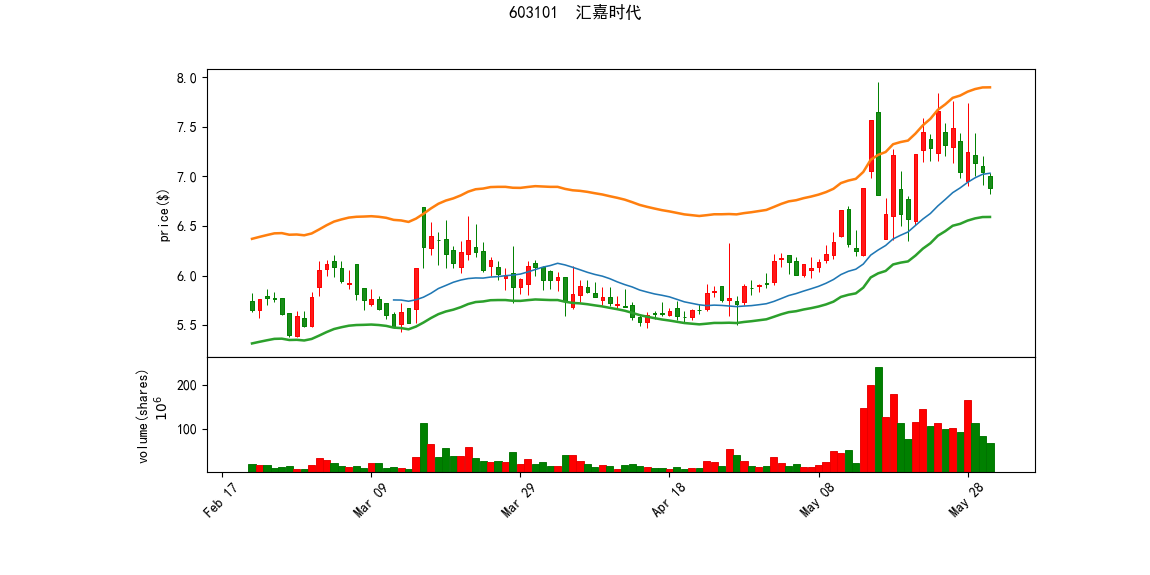 603101 汇嘉时代
price($)
8.0
7.5
7.0
6.5
6.0
5.5
volume(shares)
10^6
200
100
Feb 17
Mar 09
Mar 29
Apr 18
May 08
May 28